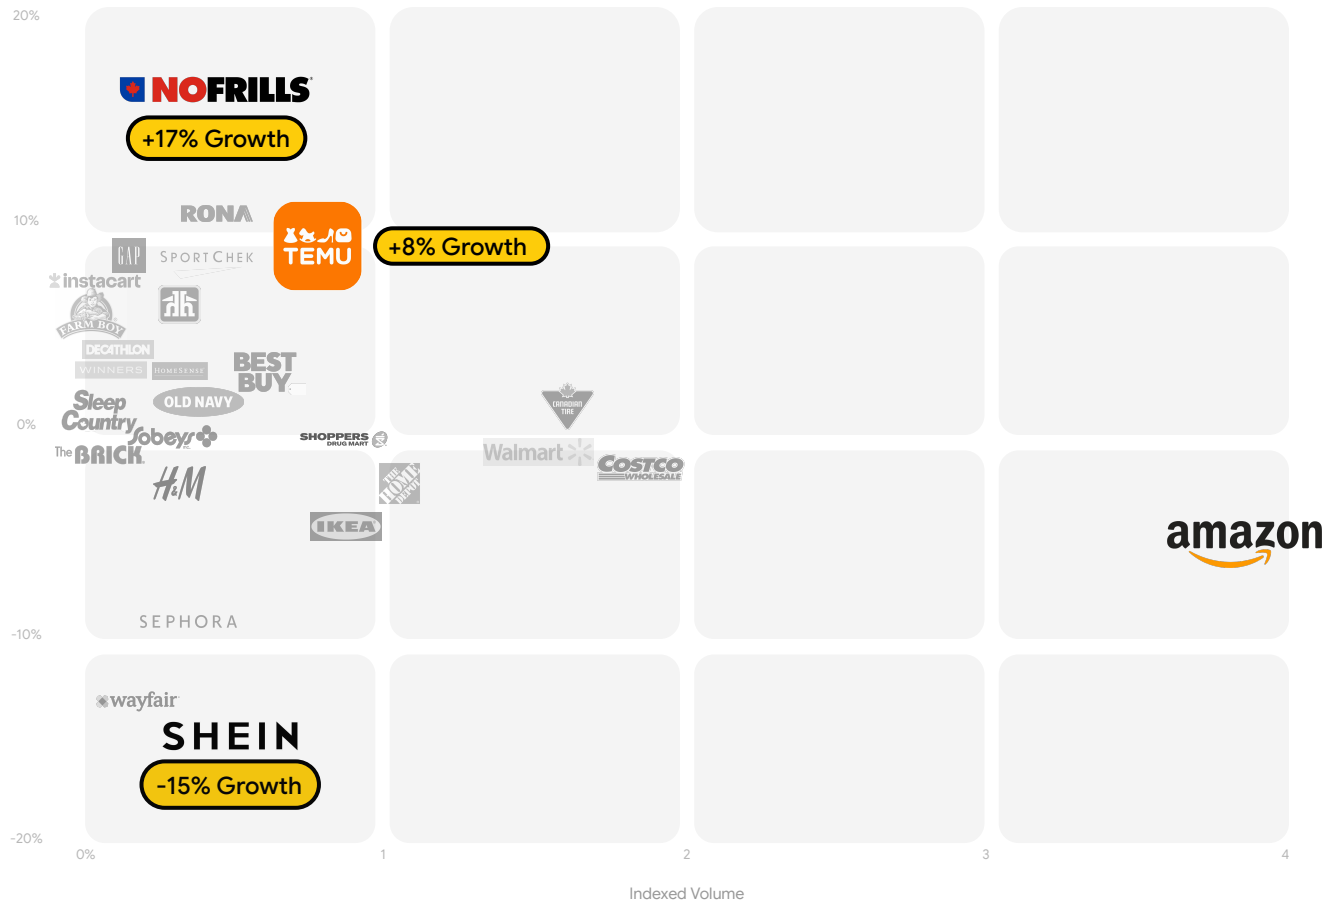 20%
NOFRILLS
+17% Growth
10%
RONA
TEMU
+8% Growth
GAP
SPORTCHEK
instacart
FARM BOY
DECATHLON
WINNERS
HOMESENSE
BEST
BUY
OLD NAVY
Sleep
Country
CANADIAN
TIRE
0%
Sobeys
INC.
SHOPPERS
DRUG MART
The BRICK
Walmart
COSTCO
WHOLESALE
H&M
THE
HOME
DEPOT
IKEA
amazon
SEPHORA
-10%
wayfair
SHEIN
-15% Growth
-20%
0%
1
2
3
4
Indexed Volume